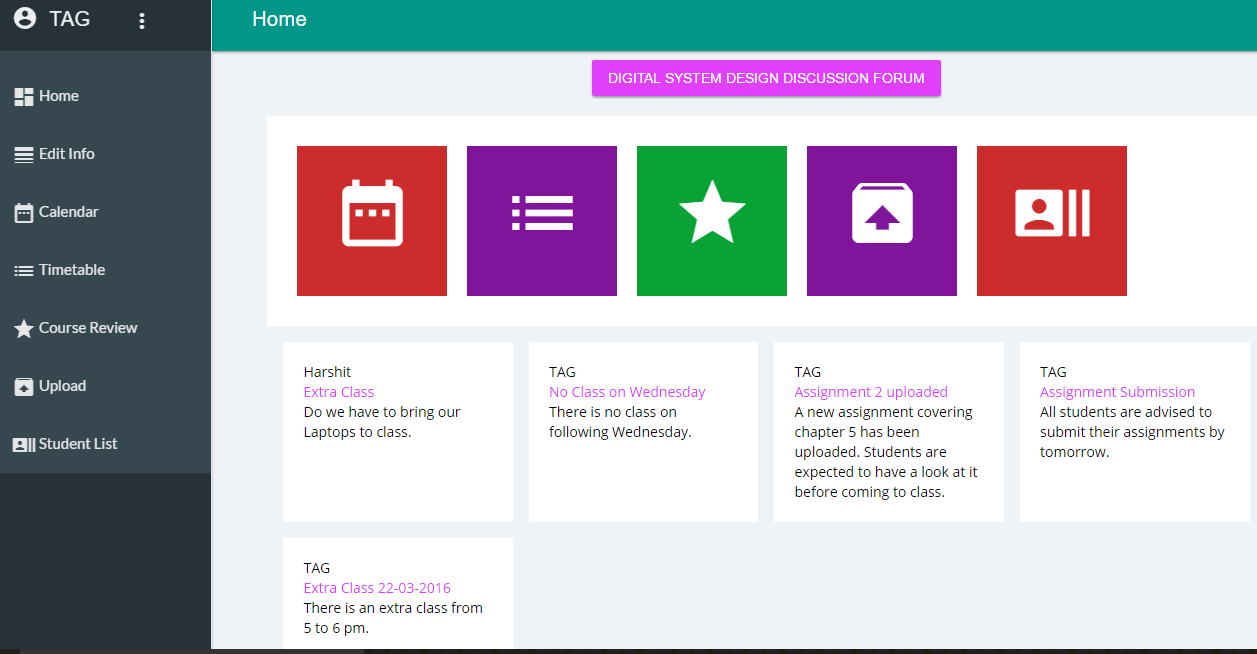 TAG
Home
DIGITAL SYSTEM DESIGN DISCUSSION FORUM
Home
Edit Info
Calendar
Timetable
Course Review
Upload
Student List
Harshit
Extra Class
Do we have to bring our
Laptops to class.
TAG
No Class on Wednesday
There is no class on
following Wednesday.
TAG
Assignment 2 uploaded
A new assignment covering
chapter 5 has been
uploaded. Students are
expected to have a look at it
before coming to class.
TAG
Assignment Submission
All students are advised to
submit their assignments by
tomorrow.
TAG
Extra Class 22-03-2016
There is an extra class from
5 to 6 pm.